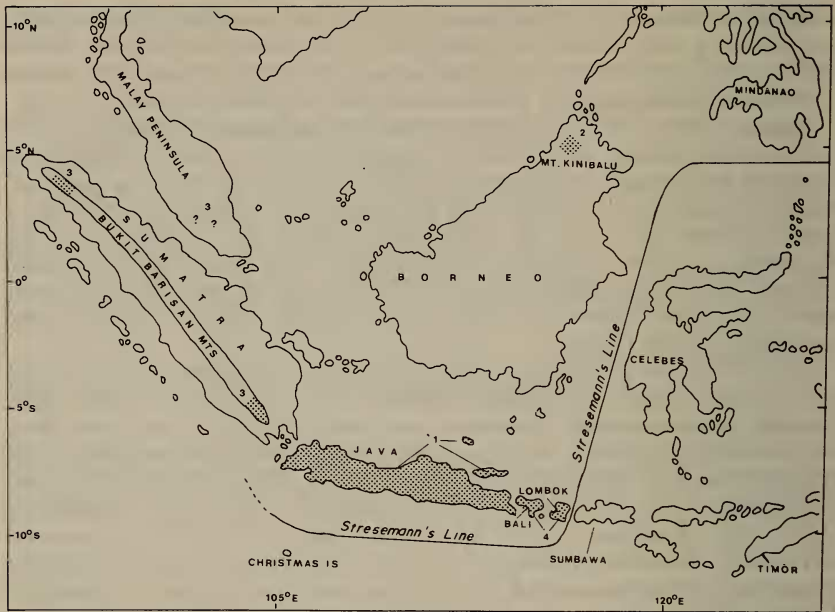 10°N
MALAY PENINSULA
MINDANAO
2
5°N
MT. KINIBALU
3
3
? ?
SUMATRA
BUKIT BARISAN MTS
0°
BORNEO
Stresemann's Line
CELEBES
3
5°S
1
JAVA
LOMBOK
BALI
4
10°S
Stresemann's Line
SUMBAWA
CHRISTMAS IS
TIMOR
105°E
120°E